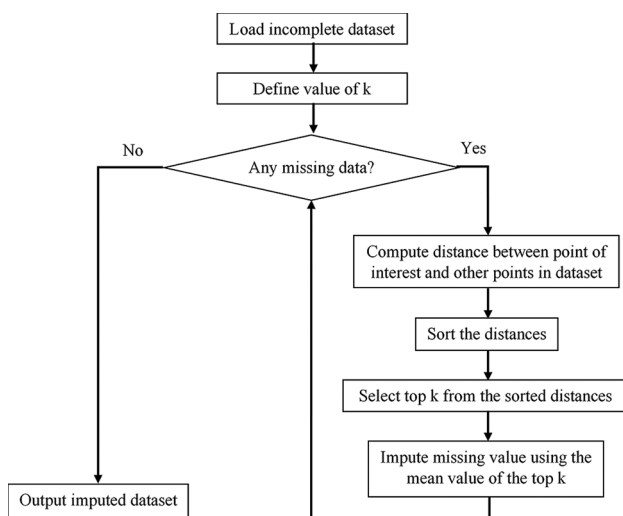 Load incomplete dataset
Define value of k
No
Yes
Any missing data?
Compute distance between point of
interest and other points in dataset
Sort the distances
Select top k from the sorted distances
Impute missing value using the
mean value of the top k
Output imputed dataset